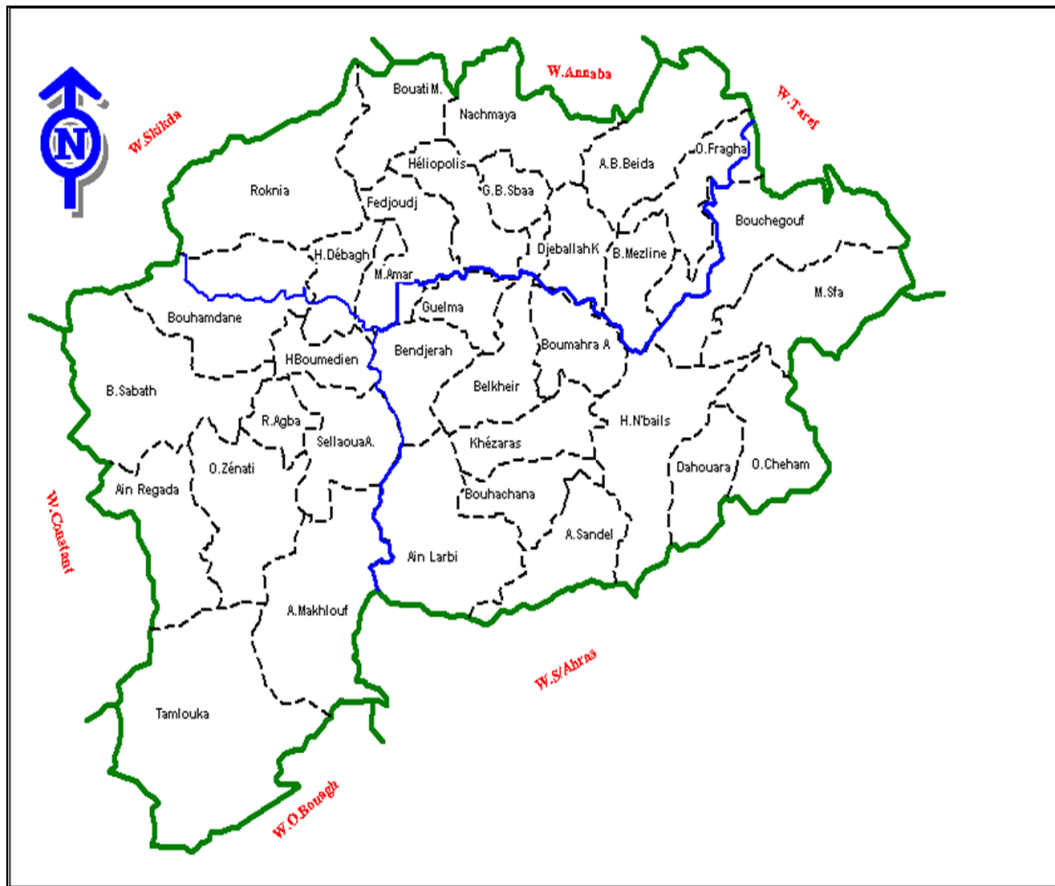 W.Annaba
W.Taref
W.Skikda
N
Bouati M.
Nachmaya
O.Fragha
A.B.Beida
Héliopolis
G.B.Sbaa
Roknia
Fedjoudj
Bouchegouf
H.Débagh
Djeballah K
B.Mezline
M.Amar
M.Sfa
Guelma
Bouhamdane
Boumahra A
Bendjerah
HBoumedien
B.Sabath
Belkheir
R.Agba
H.N'bails
Sellaoua A.
Khézaras
O.Zénati
Dahouara
O.Cheham
Ain Regada
Bouhachana
A.Sandel
W.Constant
Ain Larbi
A.Makhlouf
W.S/Ahras
Tamlouka
W.O.Bouagh